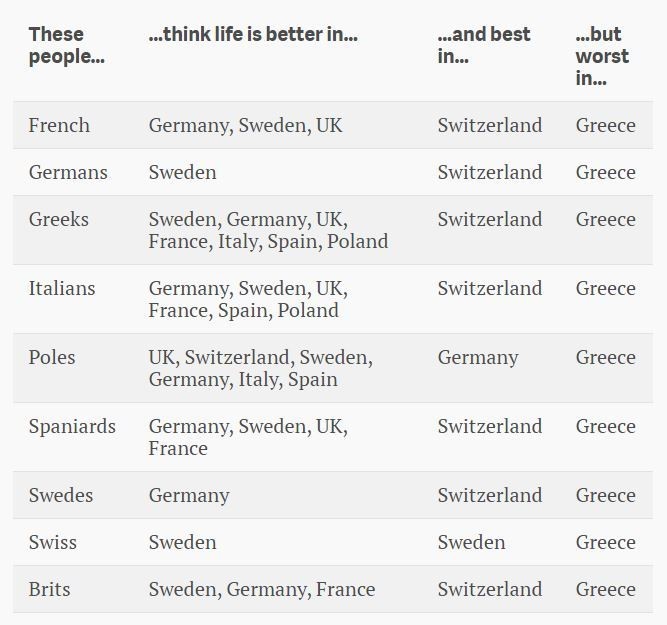 These people... ...think life is better in... ...and best in... ...but worst in...
French Germany, Sweden, UK Switzerland Greece
Germans Sweden Switzerland Greece
Greeks Sweden, Germany, UK, Switzerland Greece
France, Italy, Spain, Poland
Italians Germany, Sweden, UK, Switzerland Greece
France, Spain, Poland
Poles UK, Switzerland, Sweden, Germany Greece
Germany, Italy, Spain
Spaniards Germany, Sweden, UK, Switzerland Greece
France
Swedes Germany Switzerland Greece
Swiss Sweden Sweden Greece
Brits Sweden, Germany, France Switzerland Greece